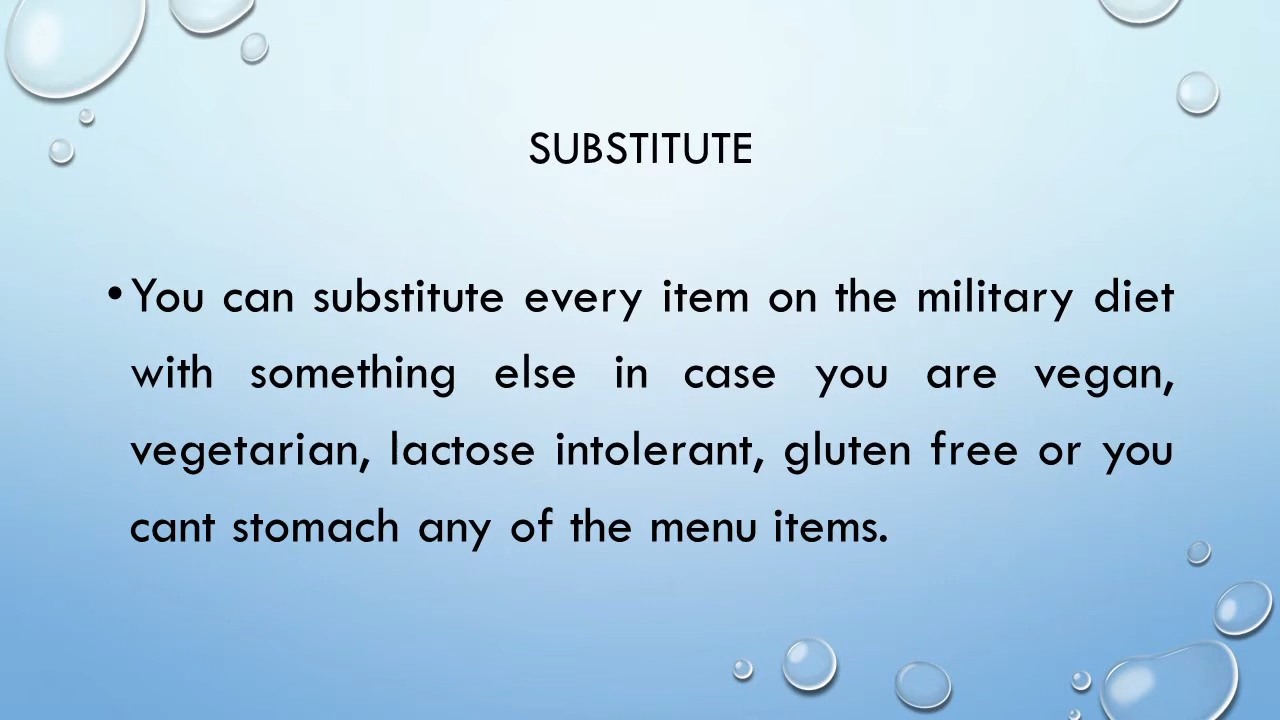 SUBSTITUTE
• You can substitute every item on the military diet
with something else in case you are vegan,
vegetarian, lactose intolerant, gluten free or you
cant stomach any of the menu items.